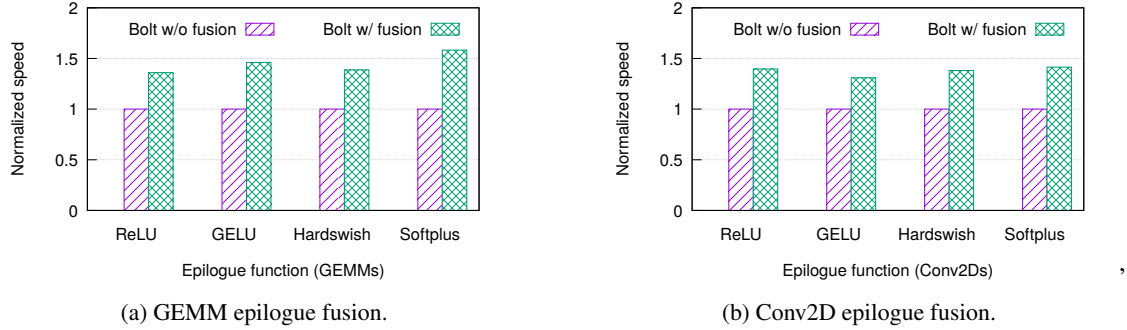 2
1.5
1
0.5
0
Normalized speed
Bolt w/o fusion
Bolt w/ fusion
ReLU
GELU
Hardswish
Softplus
Epilogue function (GEMMs)
(a) GEMM epilogue fusion.
2
1.5
1
0.5
0
Normalized speed
Bolt w/o fusion
Bolt w/ fusion
ReLU
GELU
Hardswish
Softplus
Epilogue function (Conv2Ds)
,
(b) Conv2D epilogue fusion.